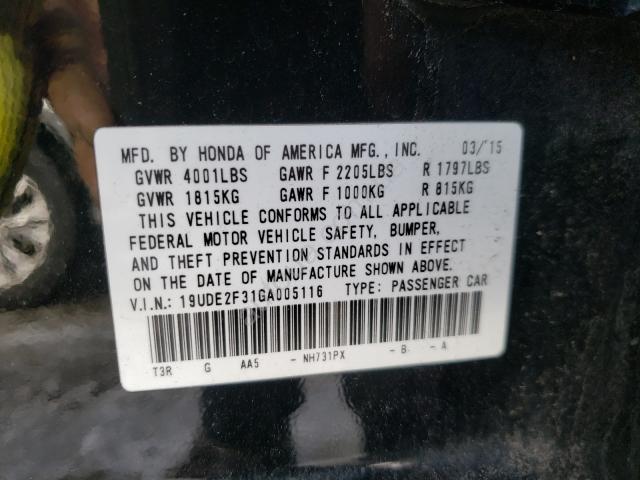 MFD. BY HONDA OF AMERICA MFG., INC. 03/15
GVWR 4001LBS GAWR F 2205LBS R 1797LBS
GVWR 1815KG GAWR F 1000KG R 815KG
THIS VEHICLE CONFORMS TO ALL APPLICABLE
FEDERAL MOTOR VEHICLE SAFETY, BUMPER,
AND THEFT PREVENTION STANDARDS IN EFFECT
ON THE DATE OF MANUFACTURE SHOWN ABOVE.
V.I.N.: 19UDE2F31GA005116 TYPE: PASSENGER CAR
T3R G AA5 - NH731PX - B - A